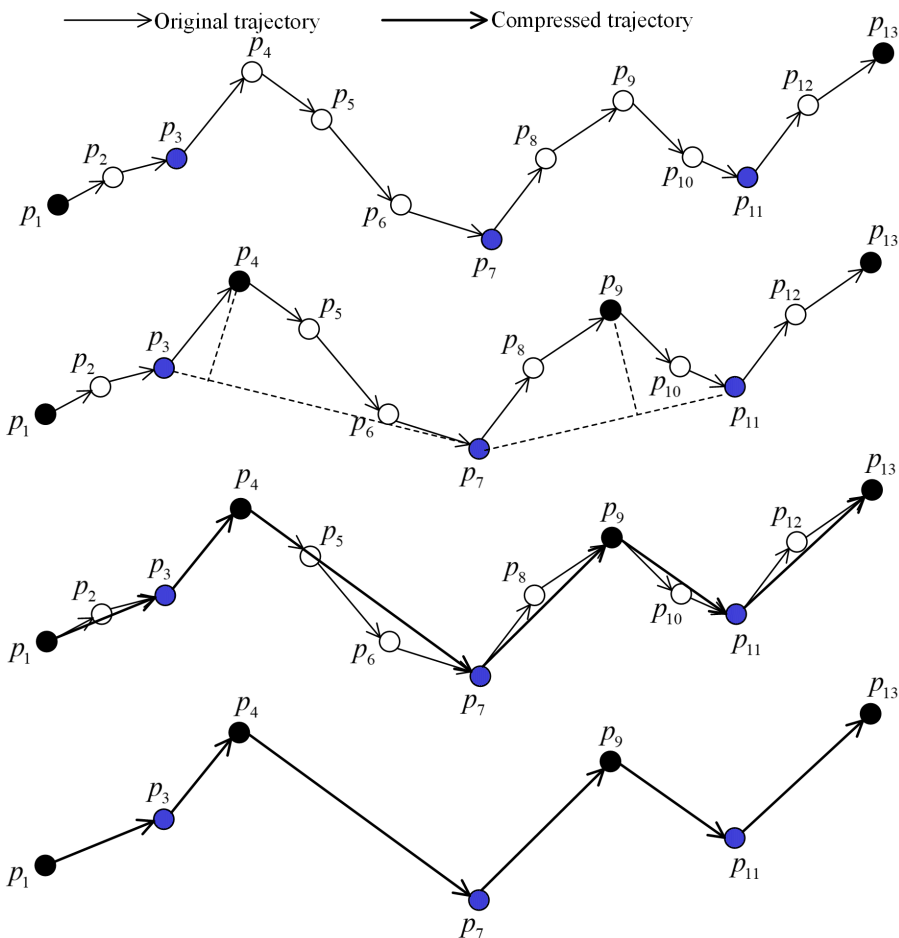 Original trajectory Compressed trajectory
p1 p2 p3 p4 p5 p6 p7 p8 p9 p10 p11 p12 p13
p1 p2 p3 p4 p5 p6 p7 p8 p9 p10 p11 p12 p13
p1 p2 p3 p4 p5 p6 p7 p8 p9 p10 p11 p12 p13
p1 p3 p4 p7 p9 p11 p13